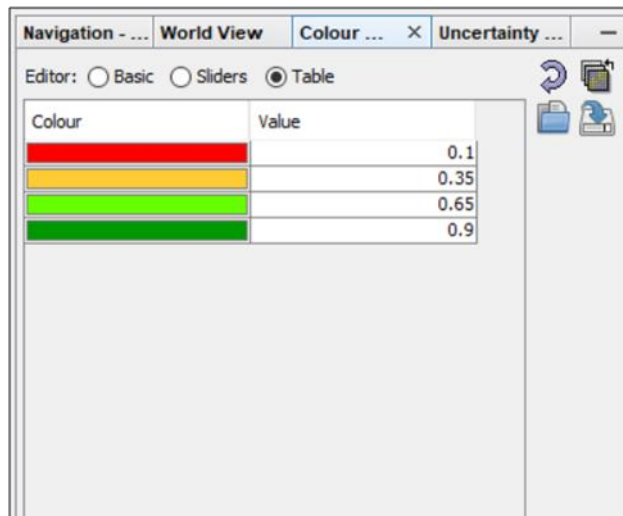 Navigation - ... World View Colour ... Uncertainty ...
Editor: Basic Sliders Table
Colour Value
0.1
0.35
0.65
0.9